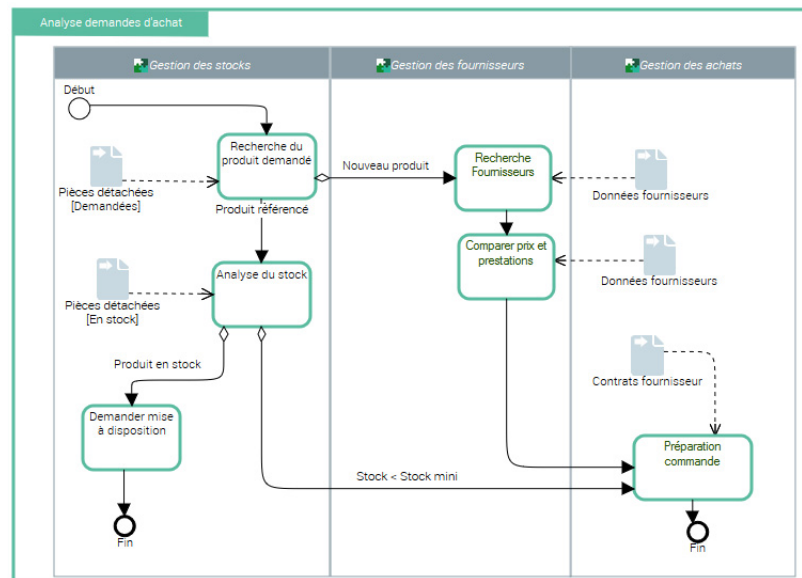 Analyse demandes d'achat
Gestion des stocks
Gestion des fournisseurs
Gestion des achats
Début
Recherche du
produit demandé
Nouveau produit
Recherche
Fournisseurs
Données fournisseurs
Pièces détachées
[Demandées]
Produit référencé
Comparer prix et
prestations
Données fournisseurs
Analyse du stock
Pièces détachées
[En stock]
Produit en stock
Contrats fournisseur
Demander mise
à disposition
Préparation
commande
Stock < Stock mini
Fin
Fin